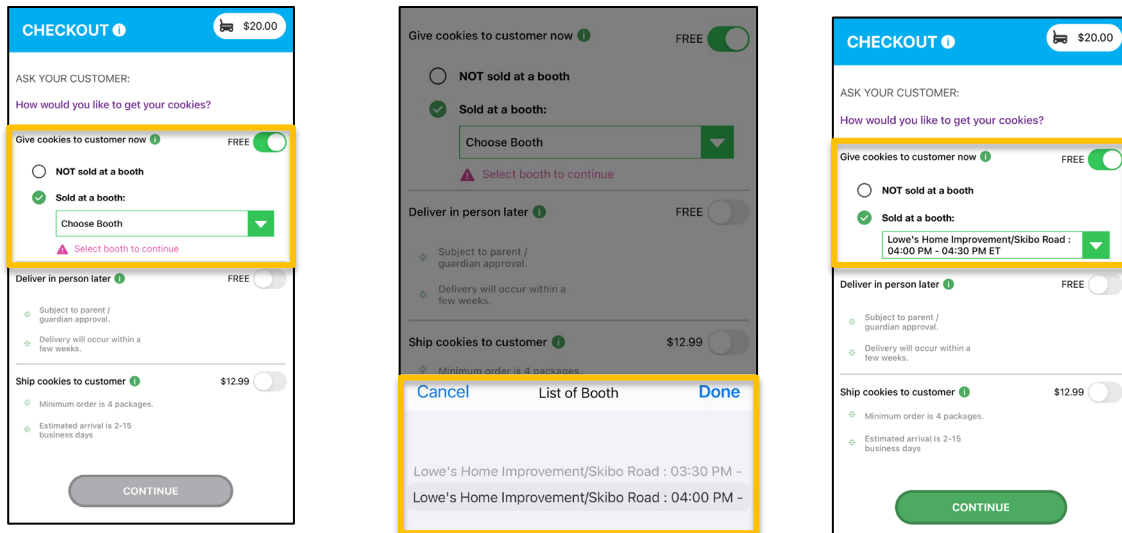 CHECKOUT
$20.00
ASK YOUR CUSTOMER:
How would you like to get your cookies?
Give cookies to customer now
FREE
NOT sold at a booth
Sold at a booth:
Choose Booth
Select booth to continue
Deliver in person later
FREE
Subject to parent /
guardian approval.
Delivery will occur within a
few weeks.
Ship cookies to customer
$12.99
Minimum order is 4 packages.
Estimated arrival is 2-15
business days
CONTINUE
Give cookies to customer now
FREE
NOT sold at a booth
Sold at a booth:
Choose Booth
Select booth to continue
Deliver in person later
FREE
Subject to parent /
guardian approval.
Delivery will occur within a
few weeks.
Ship cookies to customer
$12.99
Minimum order is 4 packages.
Cancel
List of Booth
Done
Lowe's Home Improvement/Skibo Road : 03:30 PM -
Lowe's Home Improvement/Skibo Road : 04:00 PM -
CHECKOUT
$20.00
ASK YOUR CUSTOMER:
How would you like to get your cookies?
Give cookies to customer now
FREE
NOT sold at a booth
Sold at a booth:
Lowe's Home Improvement/Skibo Road :
04:00 PM - 04:30 PM ET
Deliver in person later
FREE
Subject to parent /
guardian approval.
Delivery will occur within a
few weeks.
Ship cookies to customer
$12.99
Minimum order is 4 packages.
Estimated arrival is 2-15
business days
CONTINUE